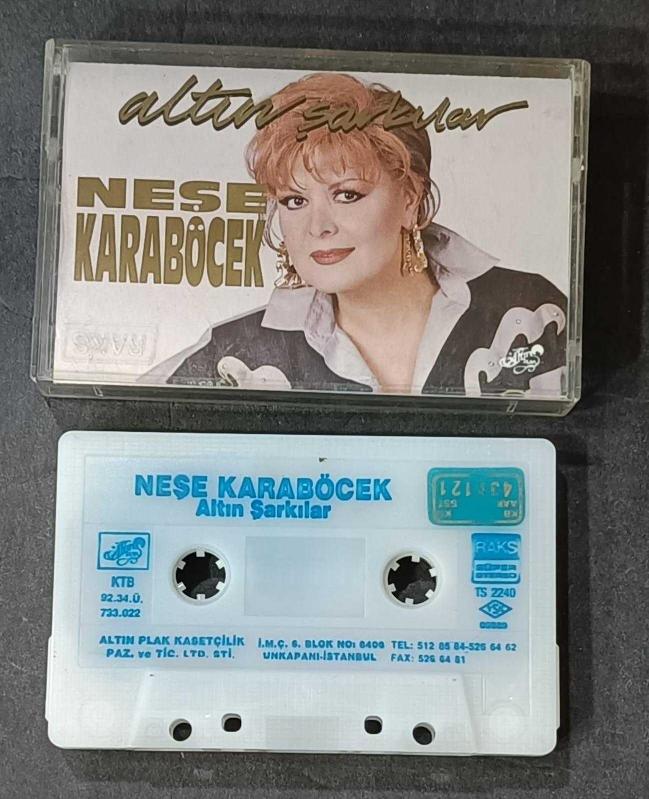 altın şarkılar
NEŞE
KARABÖCEK
RAKS
Altın
NEŞE KARABÖCEK
Altın Şarkılar
KTB
92.34.Ü.
733.022
RAKS
SÜPER
STEREO
TS 2240
ALTIN PLAK KASETÇİLİK
PAZ. ve TİC. LTD. ŞTİ.
İ.M.Ç. 6. BLOK NO: 6406
UNKAPANI-İSTANBUL
TEL: 512 85 84-526 64 62
FAX: 526 64 81